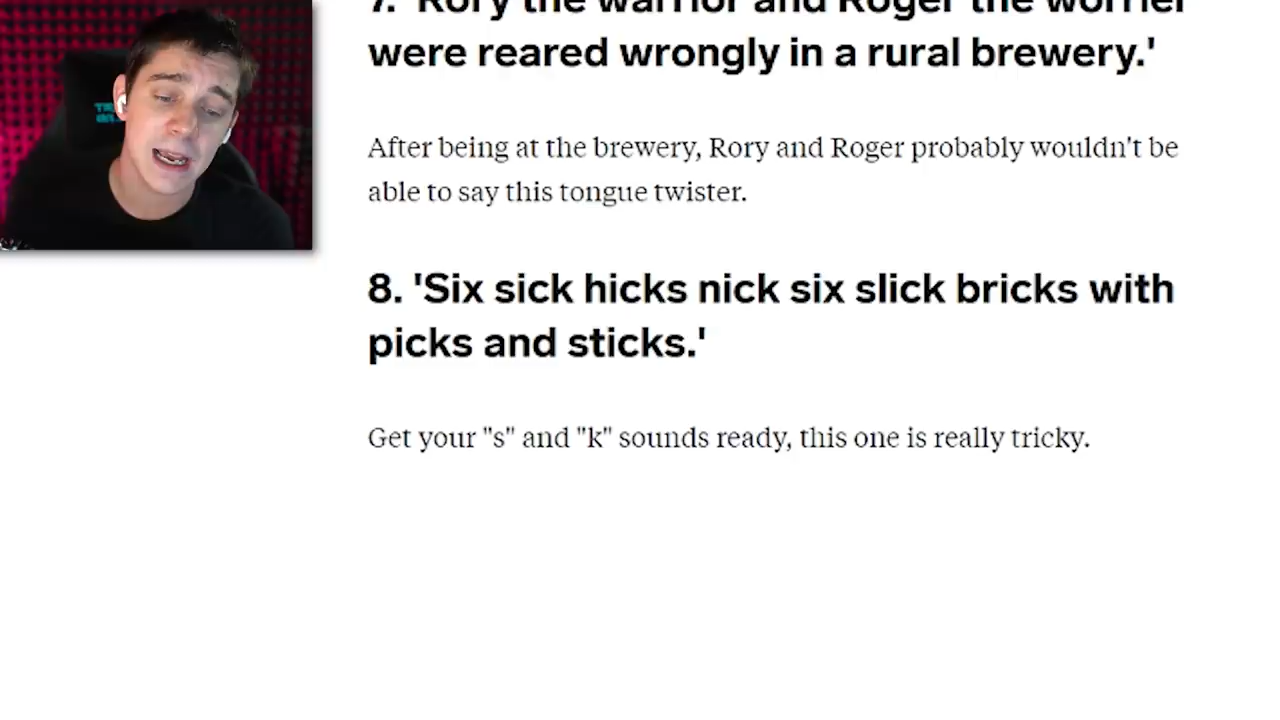 7. 'Rory the warrior and Roger the worrier
were reared wrongly in a rural brewery.'
After being at the brewery, Rory and Roger probably wouldn't be
able to say this tongue twister.
8. 'Six sick hicks nick six slick bricks with
picks and sticks.'
Get your "s" and "k" sounds ready, this one is really tricky.